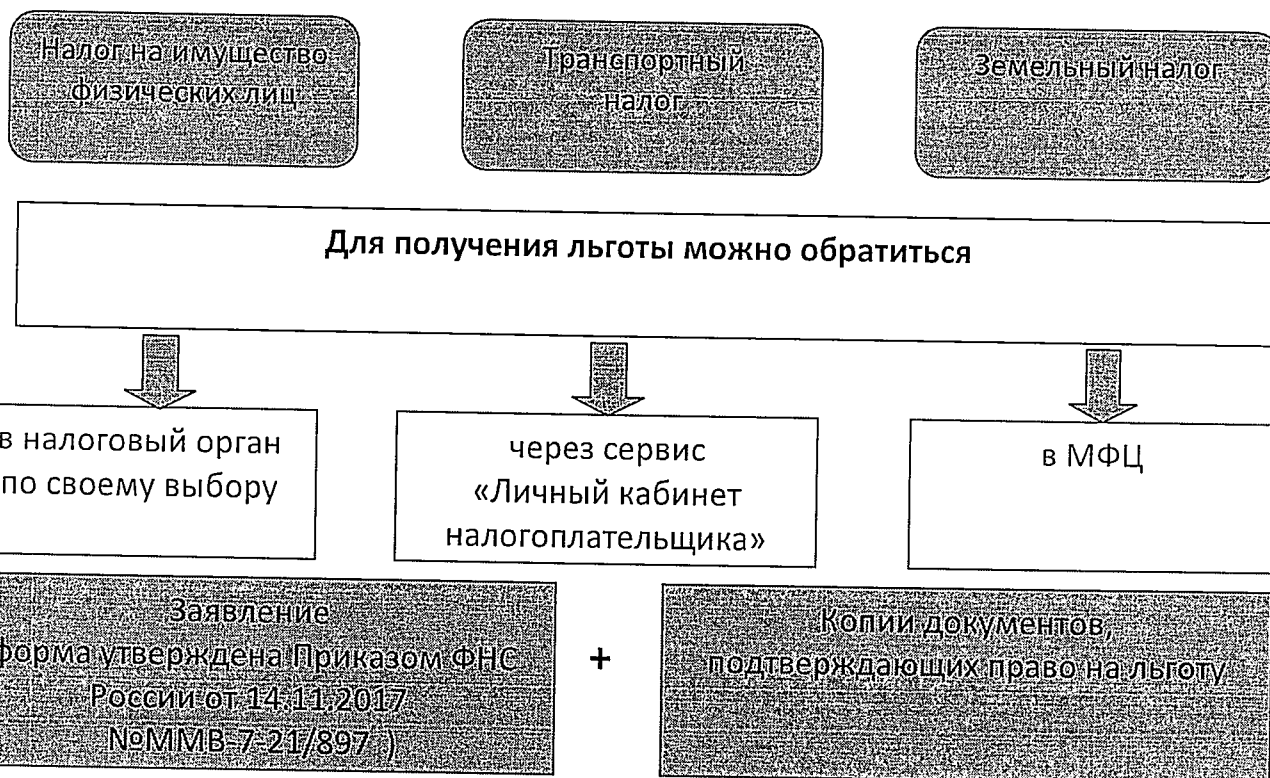 Налог на имущество
физических лиц
Транспортный
налог
Земельный налог
Для получения льготы можно обратиться
в налоговый орган
по своему выбору
через сервис
«Личный кабинет
налогоплательщика»
в МФЦ
Заявление
форма утверждена Приказом ФНС
России от 14.11.2017
№ММВ-7-21/897 )
+
Копии документов,
подтверждающих право на льготу